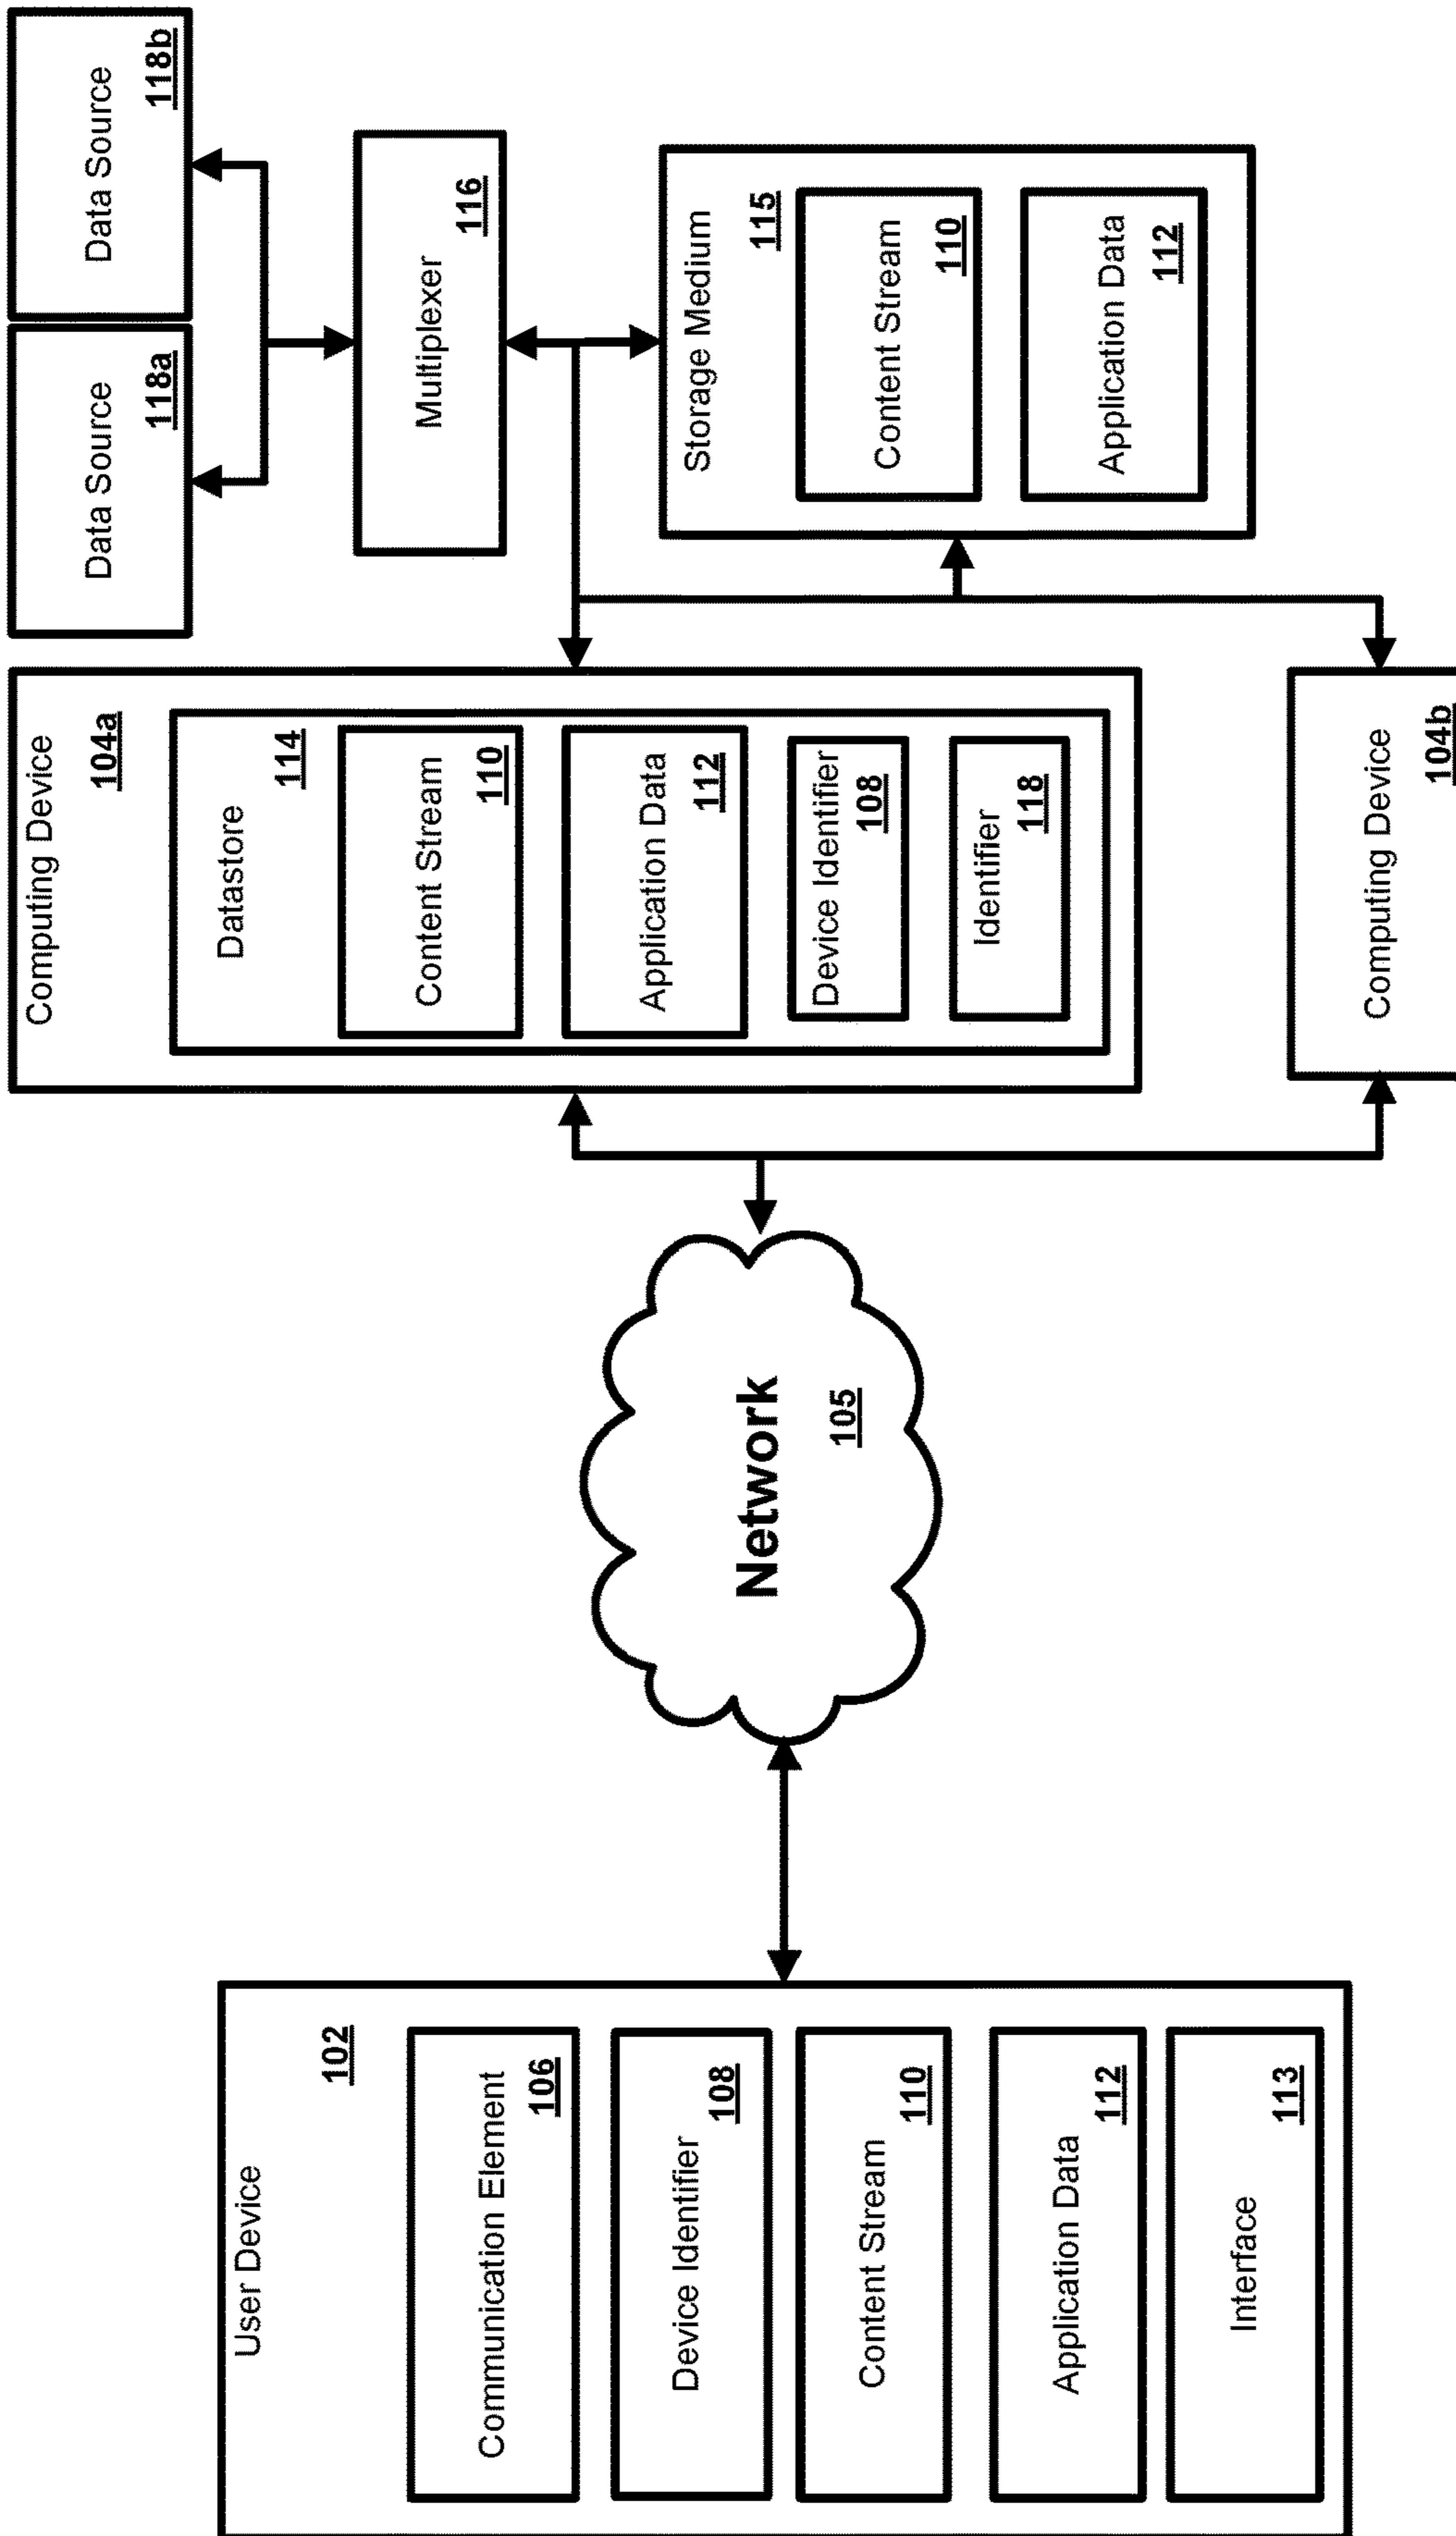 User Device
102
Communication Element
106
Device Identifier
108
Content Stream
110
Application Data
112
Interface
113
Network
105
Computing Device
104a
Datastore
114
Content Stream
110
Application Data
112
Device Identifier
108
Identifier
118
Computing Device
104b
Data Source
118a
Data Source
118b
Multiplexer
116
Storage Medium
115
Content Stream
110
Application Data
112